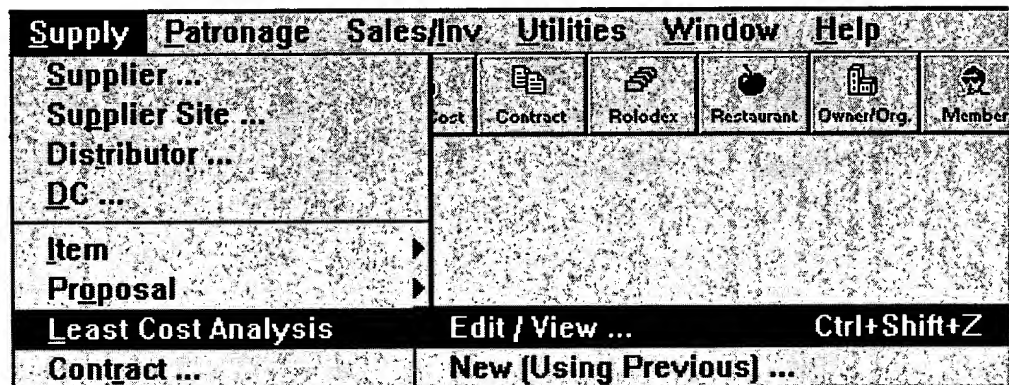 Supply Patronage Sales/Inv Utilities Window Help
Supplier ...
Supplier Site ...
Distributor ...
DC ...
Cost Contract Rolodex Restaurant Owner/Org. Member
Item
Proposal
Least Cost Analysis Edit / View ... Ctrl+Shift+Z
Contract ... New (Using Previous) ...